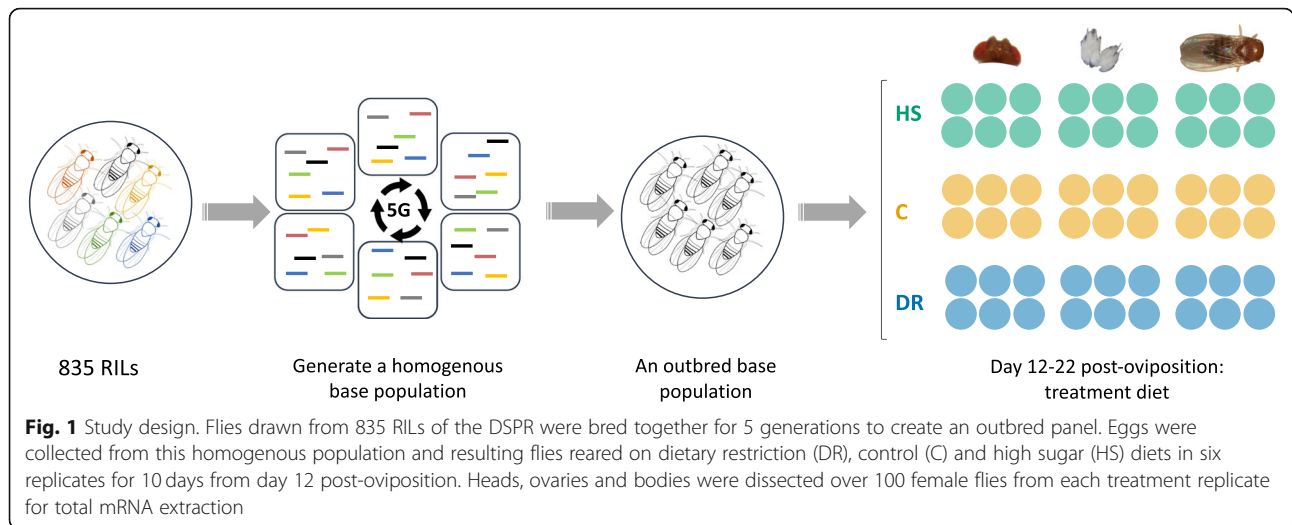 5G
HS
C
DR
835 RILs
Generate a homogenous
base population
An outbred base
population
Day 12-22 post-oviposition:
treatment diet
Fig. 1 Study design. Flies drawn from 835 RILs of the DSPR were bred together for 5 generations to create an outbred panel. Eggs were
collected from this homogenous population and resulting flies reared on dietary restriction (DR), control (C) and high sugar (HS) diets in six
replicates for 10 days from day 12 post-oviposition. Heads, ovaries and bodies were dissected over 100 female flies from each treatment replicate
for total mRNA extraction